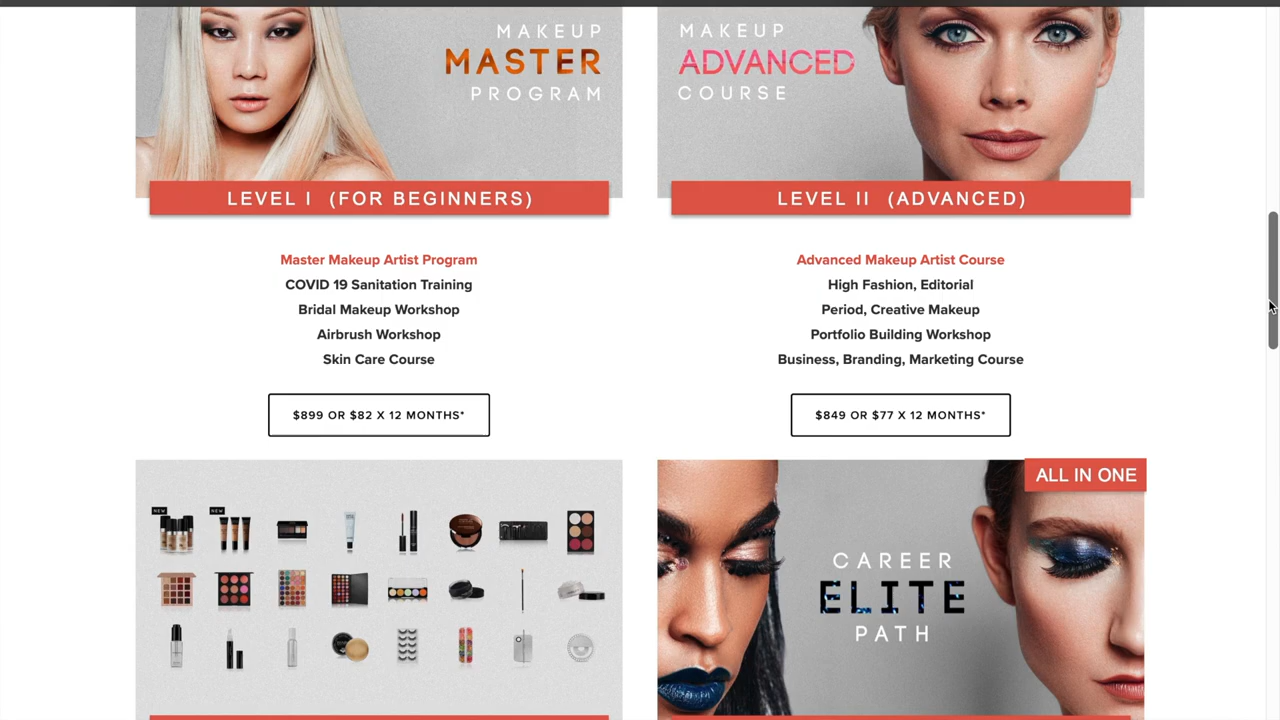 MAKEUP
MASTER
PROGRAM
LEVEL I (FOR BEGINNERS)
Master Makeup Artist Program
COVID 19 Sanitation Training
Bridal Makeup Workshop
Airbrush Workshop
Skin Care Course
$899 OR $82 X 12 MONTHS*
MAKEUP
ADVANCED
COURSE
LEVEL II (ADVANCED)
Advanced Makeup Artist Course
High Fashion, Editorial
Period, Creative Makeup
Portfolio Building Workshop
Business, Branding, Marketing Course
$849 OR $77 X 12 MONTHS*
NEW
NEW
ALL IN ONE
CAREER
ELITE
PATH